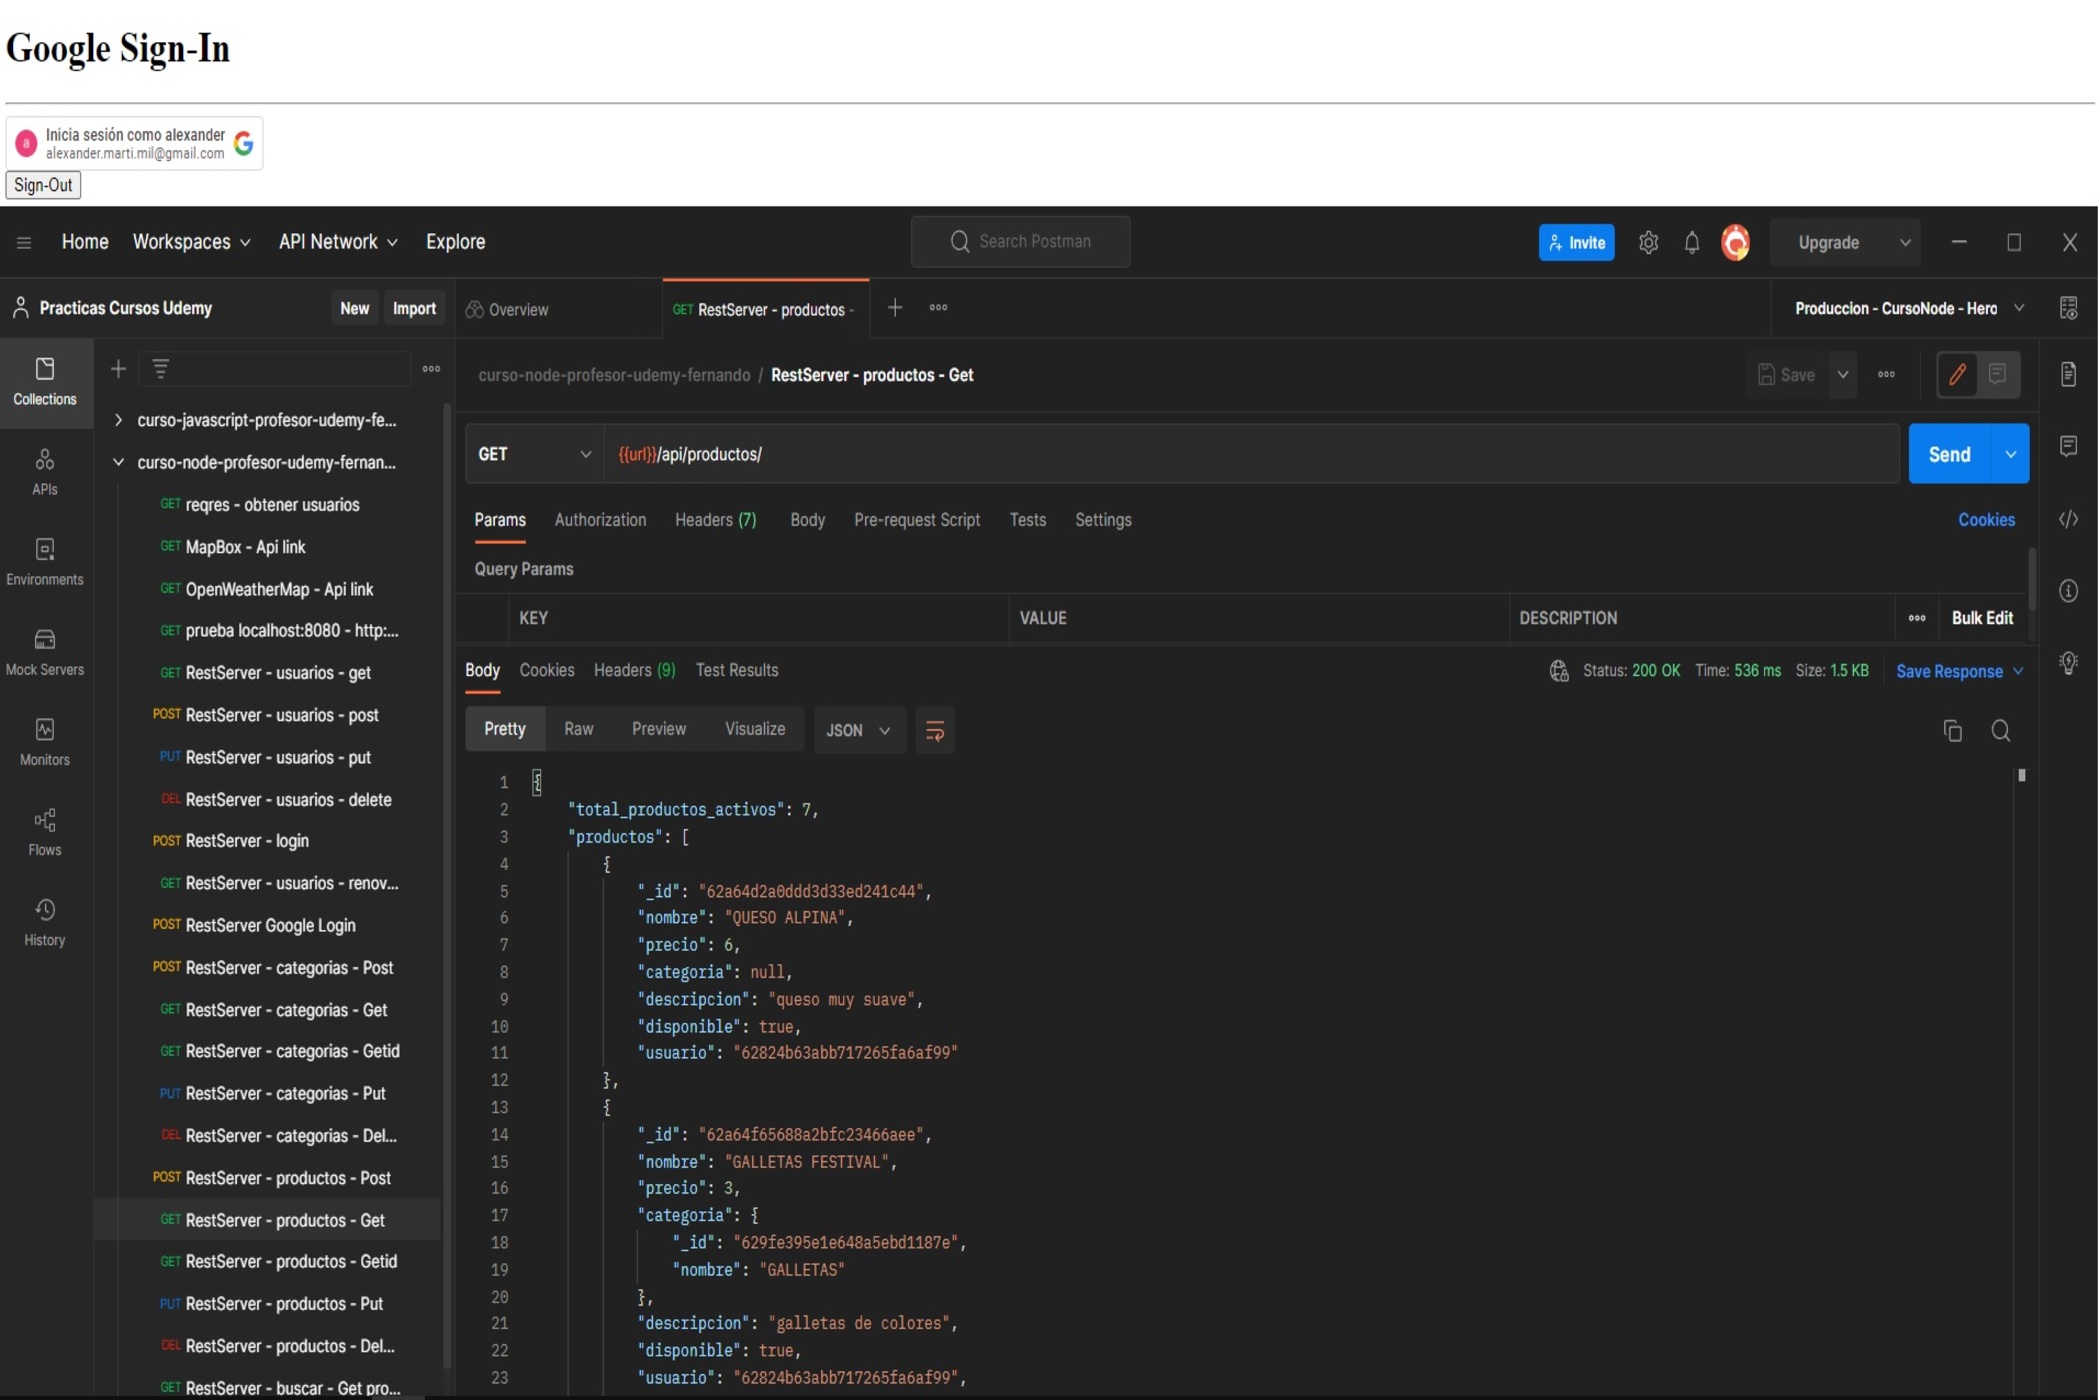 Google Sign-In
a
Inicia sesión como alexander
alexander.marti.mil@gmail.com
Sign-Out
Home
Workspaces
API Network
Explore
Search Postman
Invite
Upgrade
Practicas Cursos Udemy
New
Import
Overview
GET RestServer - productos -
Produccion - CursoNode - Hero
Collections
APIs
Environments
Mock Servers
Monitors
Flows
History
curso-javascript-profesor-udemy-fe...
curso-node-profesor-udemy-fernan...
GET reqres - obtener usuarios
GET MapBox - Api link
GET OpenWeatherMap - Api link
GET prueba localhost:8080 - http:...
GET RestServer - usuarios - get
POST RestServer - usuarios - post
PUT RestServer - usuarios - put
DEL RestServer - usuarios - delete
POST RestServer - login
GET RestServer - usuarios - renov...
POST RestServer Google Login
POST RestServer - categorias - Post
GET RestServer - categorias - Get
GET RestServer - categorias - Getid
PUT RestServer - categorias - Put
DEL RestServer - categorias - Del...
POST RestServer - productos - Post
GET RestServer - productos - Get
GET RestServer - productos - Getid
PUT RestServer - productos - Put
DEL RestServer - productos - Del...
GET RestServer - buscar - Get pro...
curso-node-profesor-udemy-fernando / RestServer - productos - Get
Save
GET
{{url}}/api/productos/
Send
Params
Authorization
Headers (7)
Body
Pre-request Script
Tests
Settings
Cookies
Query Params
KEY
VALUE
DESCRIPTION
Bulk Edit
Body
Cookies
Headers (9)
Test Results
Status: 200 OK
Time: 536 ms
Size: 1.5 KB
Save Response
Pretty
Raw
Preview
Visualize
JSON
1 {
2 "total_productos_activos": 7,
3 "productos": [
4 {
5 "_id": "62a64d2a0ddd3d33ed241c44",
6 "nombre": "QUESO ALPINA",
7 "precio": 6,
8 "categoria": null,
9 "descripcion": "queso muy suave",
10 "disponible": true,
11 "usuario": "62824b63abb717265fa6af99"
12 },
13 {
14 "_id": "62a64f65688a2bfc23466aee",
15 "nombre": "GALLETAS FESTIVAL",
16 "precio": 3,
17 "categoria": {
18 "_id": "629fe395e1e648a5ebd1187e",
19 "nombre": "GALLETAS"
20 },
21 "descripcion": "galletas de colores",
22 "disponible": true,
23 "usuario": "62824b63abb717265fa6af99",